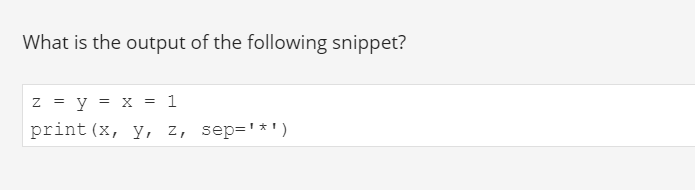 What is the output of the following snippet?
z = y = x = 1
print(x, y, z, sep='*')